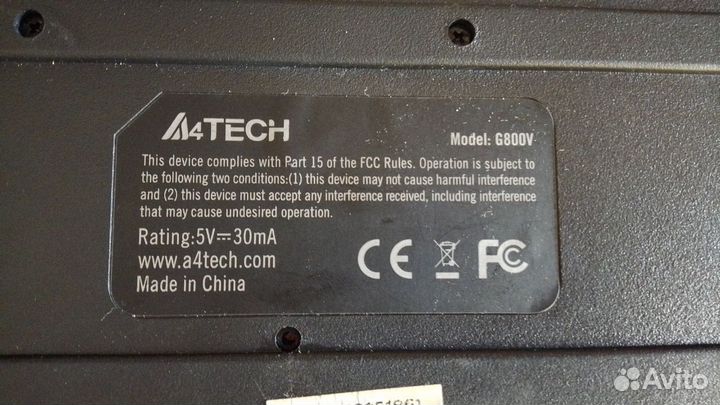 A4TECH
Model: G800V
This device complies with Part 15 of the FCC Rules. Operation is subject to
the following two conditions:(1) this device may not cause harmful interference
and (2) this device must accept any interference received, including interference
that may cause undesired operation.
Rating:5V⎓30mA
www.a4tech.com
Made in China
CE FC
Avito